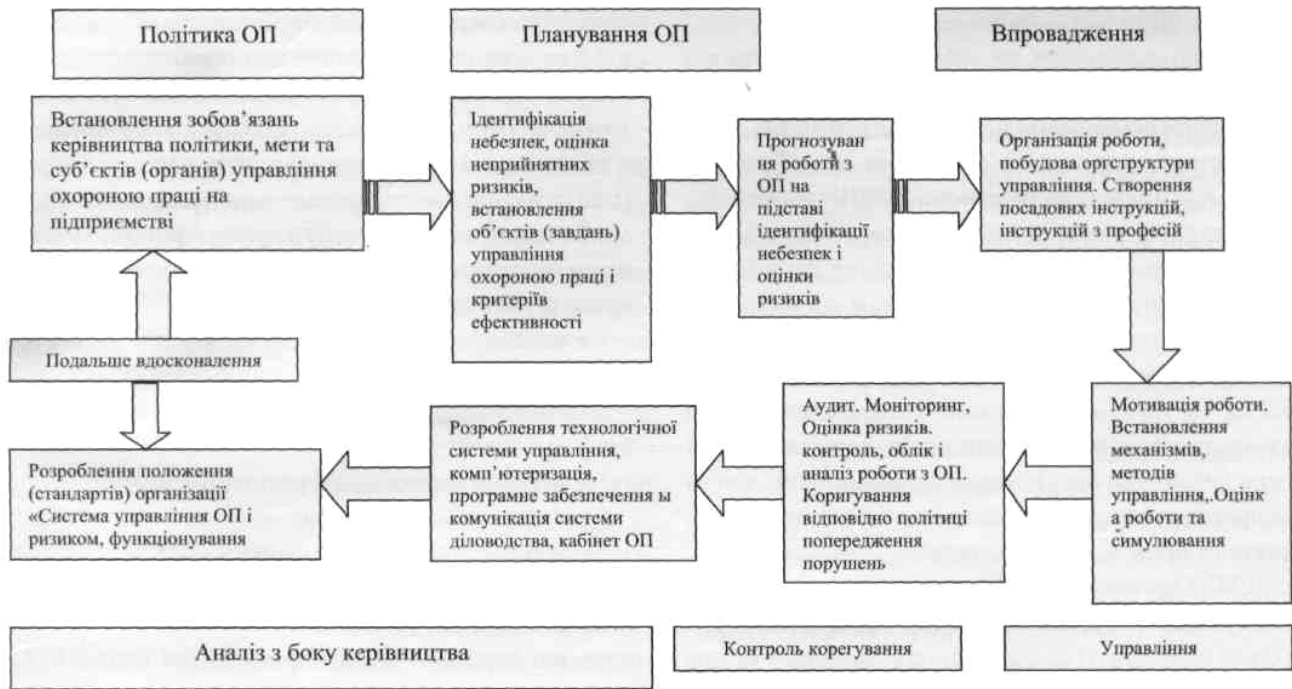 Політика ОП
Планування ОП
Впровадження
Встановлення зобов’язань
керівництва політики, мети та
суб’єктів (органів) управління
охороною праці на
підприємстві
Ідентифікація
небезпек, оцінка
неприйнятних
ризиків,
встановлення
об’єктів (завдань)
управління
охороною праці і
критеріїв
ефективності
Прогнозуван
ня роботи з
ОП на
підставі
ідентифікації
небезпек і
оцінки
ризиків
Організація роботи,
побудова оргструктури
управління. Створення
посадових інструкцій,
інструкцій з професій
Подальше вдосконалення
Розроблення положення
(стандартів) організації
«Система управління ОП і
ризиком, функціонування
Розроблення технологічної
системи управління,
комп’ютеризація,
програмне забезпечення ы
комунікація системи
діловодства, кабінет ОП
Аудит. Моніторинг,
Оцінка ризиків.
контроль, облік і
аналіз роботи з ОП.
Коригування
відповідно політиці
попередження
порушень
Мотивація роботи.
Встановлення
механізмів,
методів
управління,.Оцінк
а роботи та
симулювання
Аналіз з боку керівництва
Контроль корегування
Управління